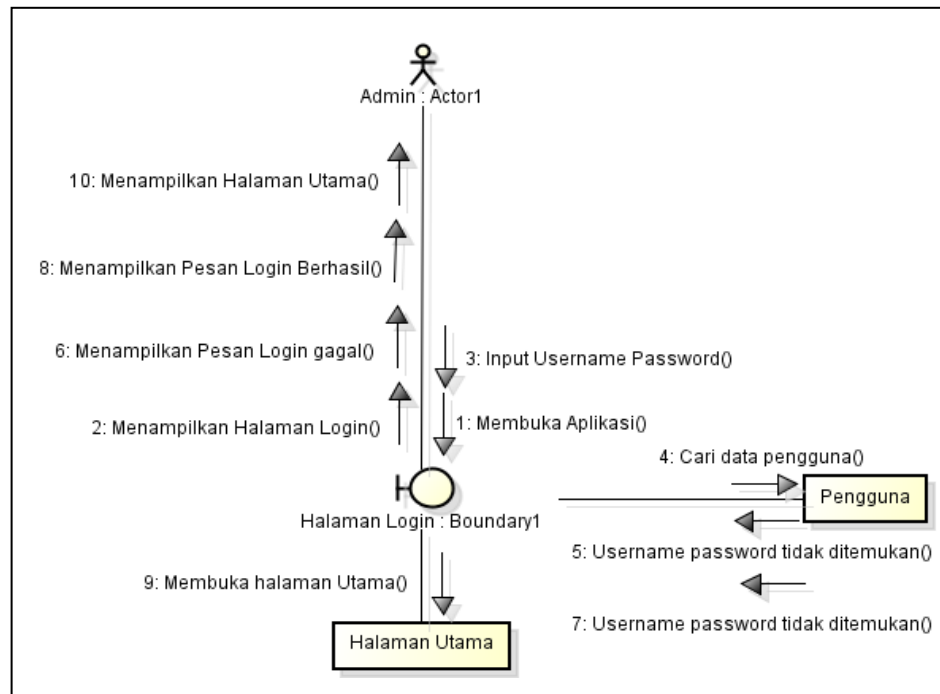 Admin : Actor1
10: Menampilkan Halaman Utama()
8: Menampilkan Pesan Login Berhasil()
6: Menampilkan Pesan Login gagal()
3: Input Username Password()
2: Menampilkan Halaman Login()
1: Membuka Aplikasi()
4: Cari data pengguna()
Pengguna
Halaman Login : Boundary1
5: Username password tidak ditemukan()
9: Membuka halaman Utama()
7: Username password tidak ditemukan()
Halaman Utama